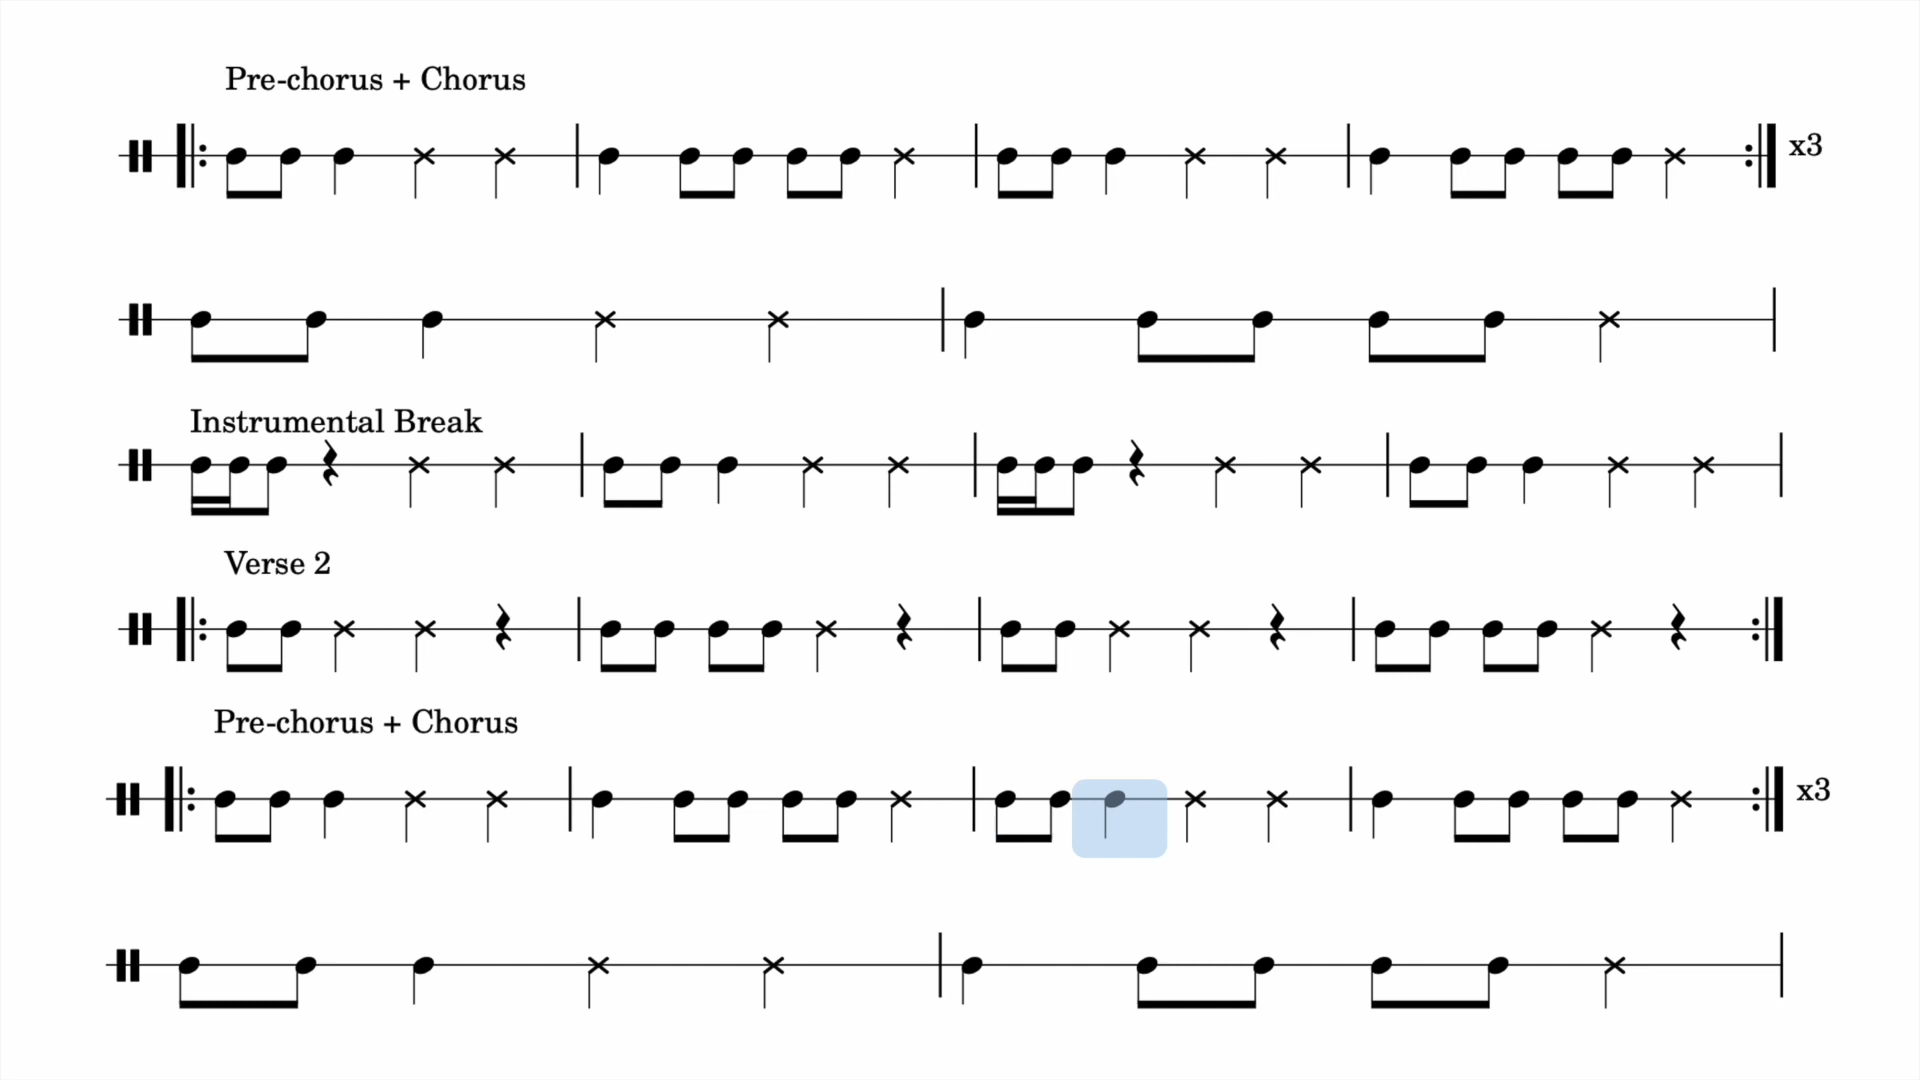 Pre-chorus + Chorus
x3
Instrumental Break
Verse 2
Pre-chorus + Chorus
x3